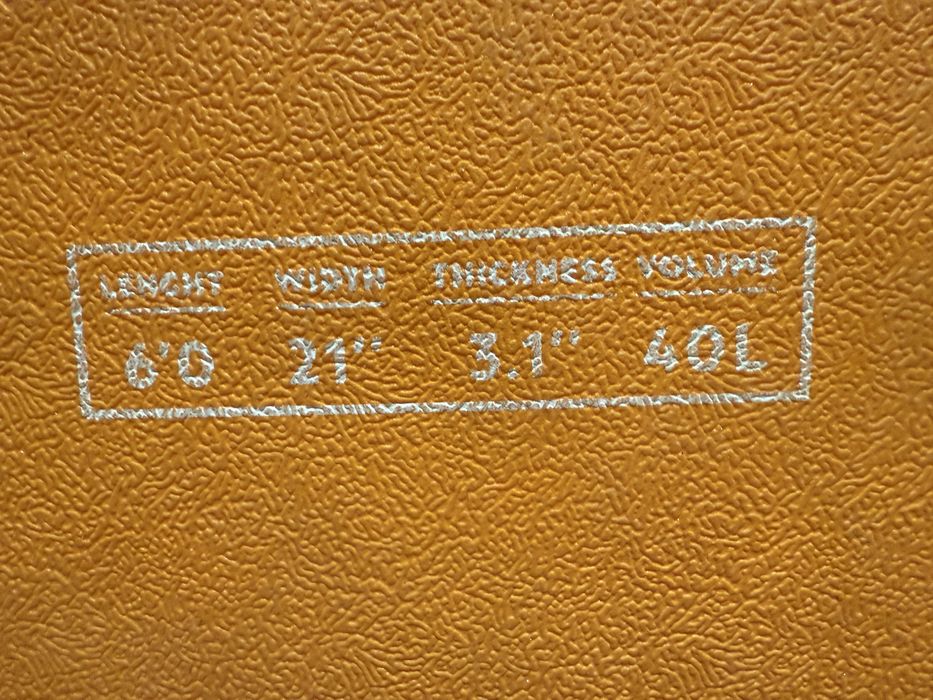 LENGHT WIDTH THICKNESS VOLUME
6'0 21" 3.1" 40L